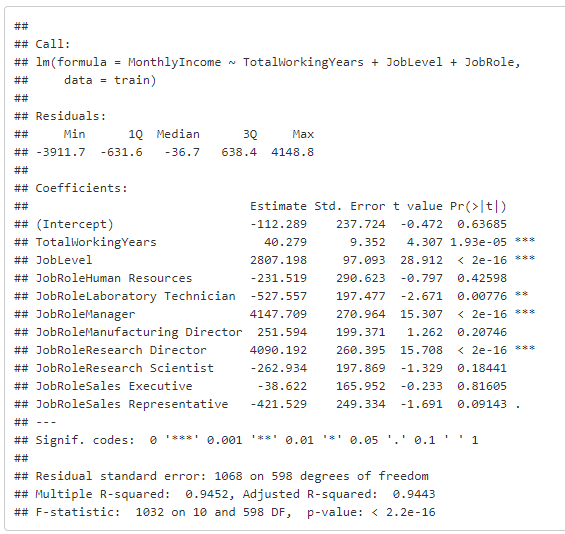 ##
## Call:
## lm(formula = MonthlyIncome ~ TotalWorkingYears + JobLevel + JobRole,
##     data = train)
##
## Residuals:
##     Min      1Q  Median      3Q     Max
## -3911.7  -631.6   -36.7   638.4  4148.8
##
## Coefficients:
##                               Estimate Std. Error t value Pr(>|t|)
## (Intercept)                   -112.289    237.724  -0.472  0.63685
## TotalWorkingYears               40.279      9.352   4.307 1.93e-05 ***
## JobLevel                      2807.198     97.093  28.912  < 2e-16 ***
## JobRoleHuman Resources        -231.519    290.623  -0.797  0.42598
## JobRoleLaboratory Technician  -527.557    197.477  -2.671  0.00776 **
## JobRoleManager                4147.709    270.964  15.307  < 2e-16 ***
## JobRoleManufacturing Director  251.594    199.371   1.262  0.20746
## JobRoleResearch Director      4090.192    260.395  15.708  < 2e-16 ***
## JobRoleResearch Scientist     -262.934    197.869  -1.329  0.18441
## JobRoleSales Executive         -38.622    165.952  -0.233  0.81605
## JobRoleSales Representative   -421.529    249.334  -1.691  0.09143 .
## ---
## Signif. codes:  0 '***' 0.001 '**' 0.01 '*' 0.05 '.' 0.1 ' ' 1
##
## Residual standard error: 1068 on 598 degrees of freedom
## Multiple R-squared:  0.9452, Adjusted R-squared:  0.9443
## F-statistic:  1032 on 10 and 598 DF,  p-value: < 2.2e-16